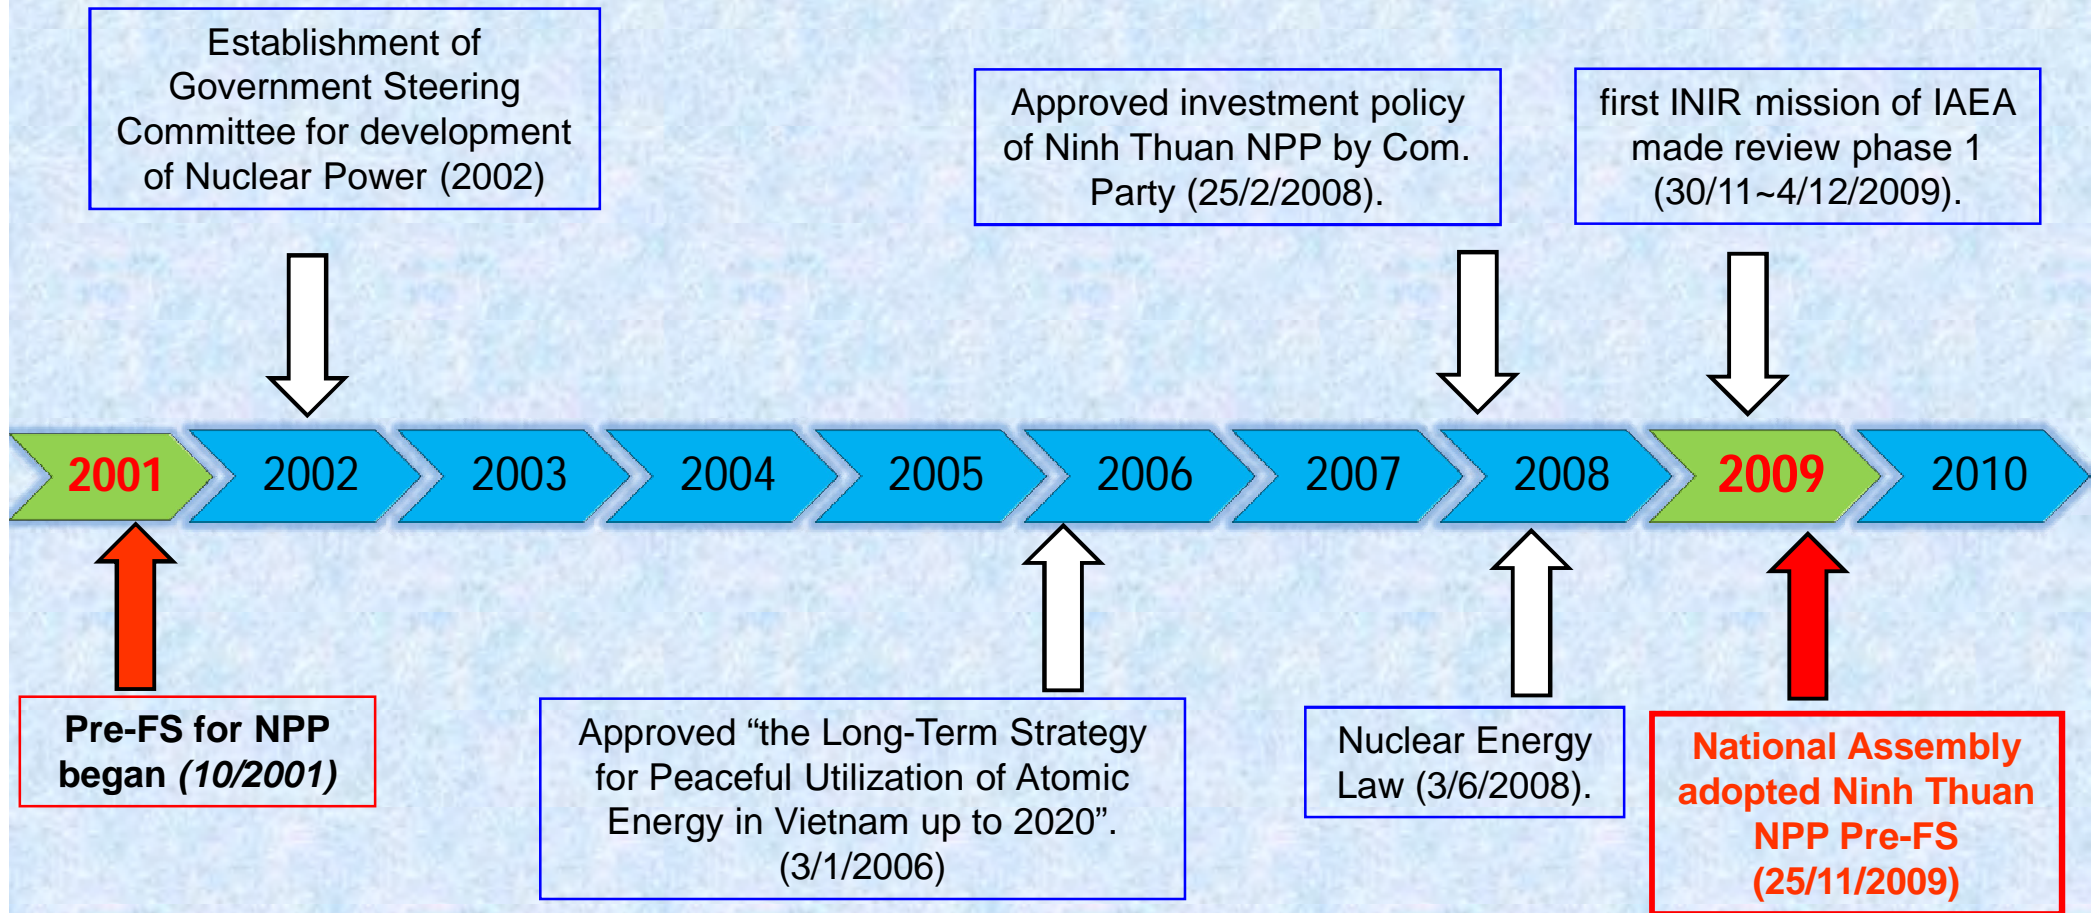 Establishment of
Government Steering
Committee for development
of Nuclear Power (2002)
Approved investment policy
of Ninh Thuan NPP by Com.
Party (25/2/2008).
first INIR mission of IAEA
made review phase 1
(30/11~4/12/2009).
2001
2002
2003
2004
2005
2006
2007
2008
2009
2010
Pre-FS for NPP
began (10/2001)
Approved “the Long-Term Strategy
for Peaceful Utilization of Atomic
Energy in Vietnam up to 2020”.
(3/1/2006)
Nuclear Energy
Law (3/6/2008).
National Assembly
adopted Ninh Thuan
NPP Pre-FS
(25/11/2009)